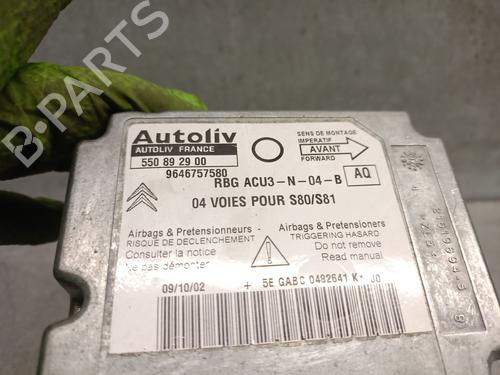 B-PARTS
Autoliv
AUTOLIV FRANCE
550 89 29 00
9646757580
SENS DE MONTAGE
IMPERATIF
AVANT
FORWARD
RBG ACU3-N-04-B AQ
04 VOIES POUR S80/S81
Airbags & Pretensionneurs
RISQUE DE DECLENCHEMENT
Consulter la notice
Ne pas démonter
Airbags & Pretensioners
TRIGGERING HASARD
Do not remove
Read manual
09/10/02 + 5E GABC 0482641 K JO